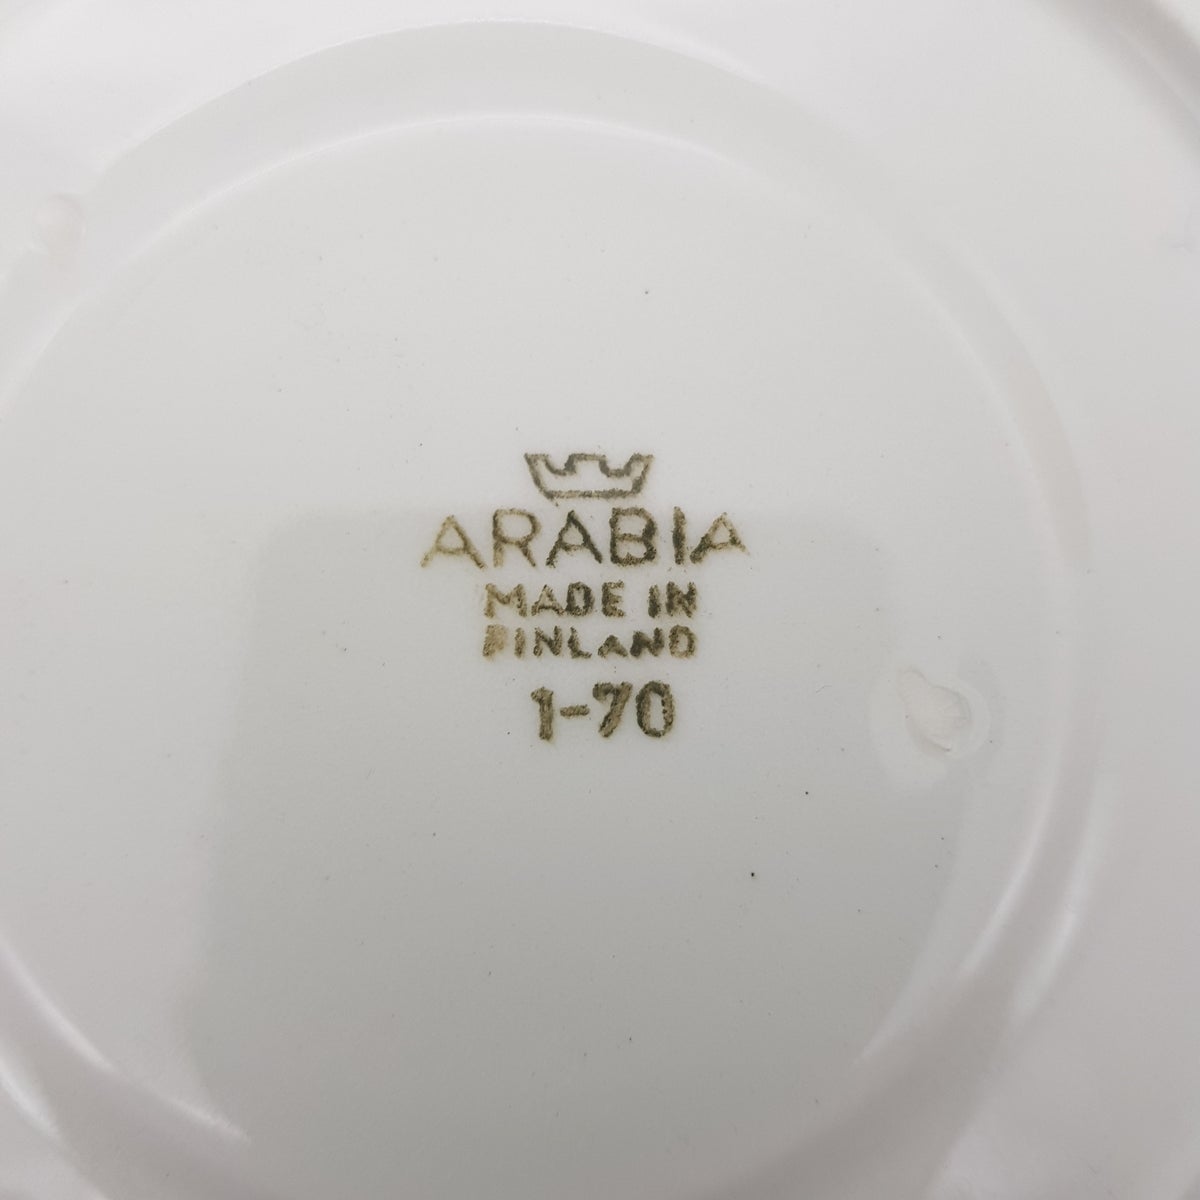 ARABIA
MADE IN
FINLAND
1-70